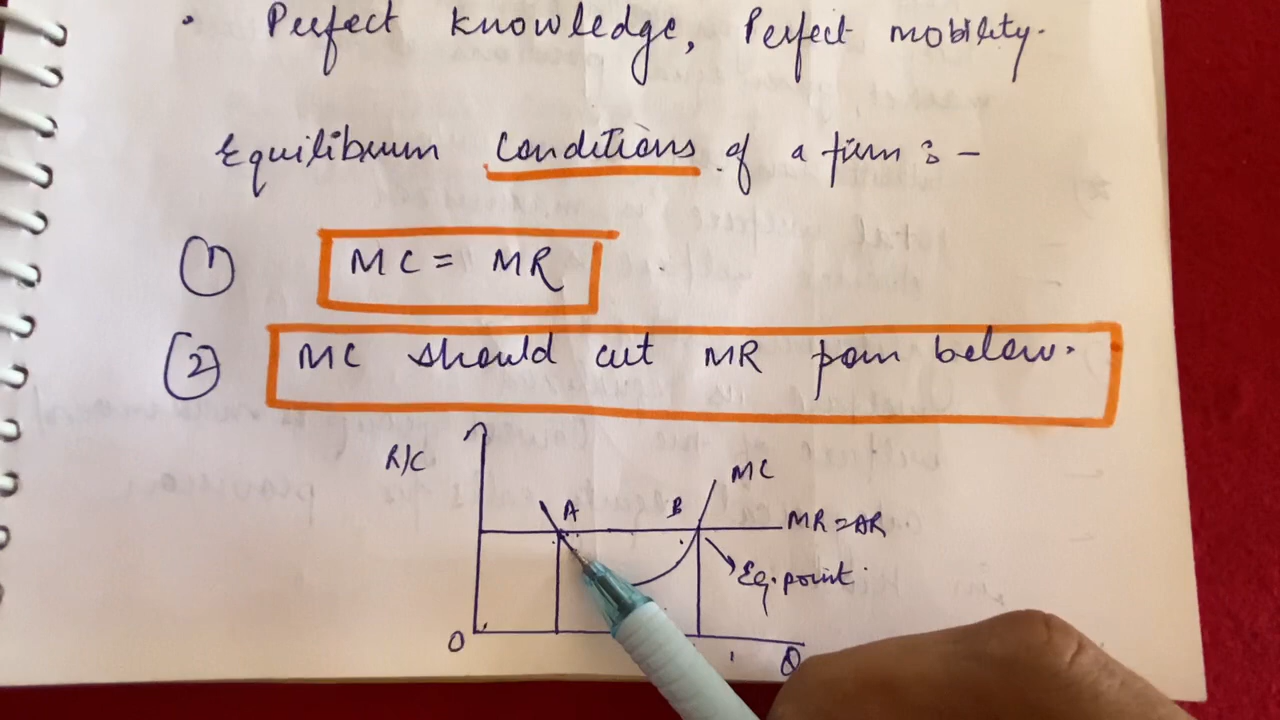 • Perfect knowledge, Perfect mobility.
Equilibrium conditions of a firm :-
① MC = MR
② MC should cut MR from below.
R/C
MC
A B
MR = AR
Eq. point
O Q